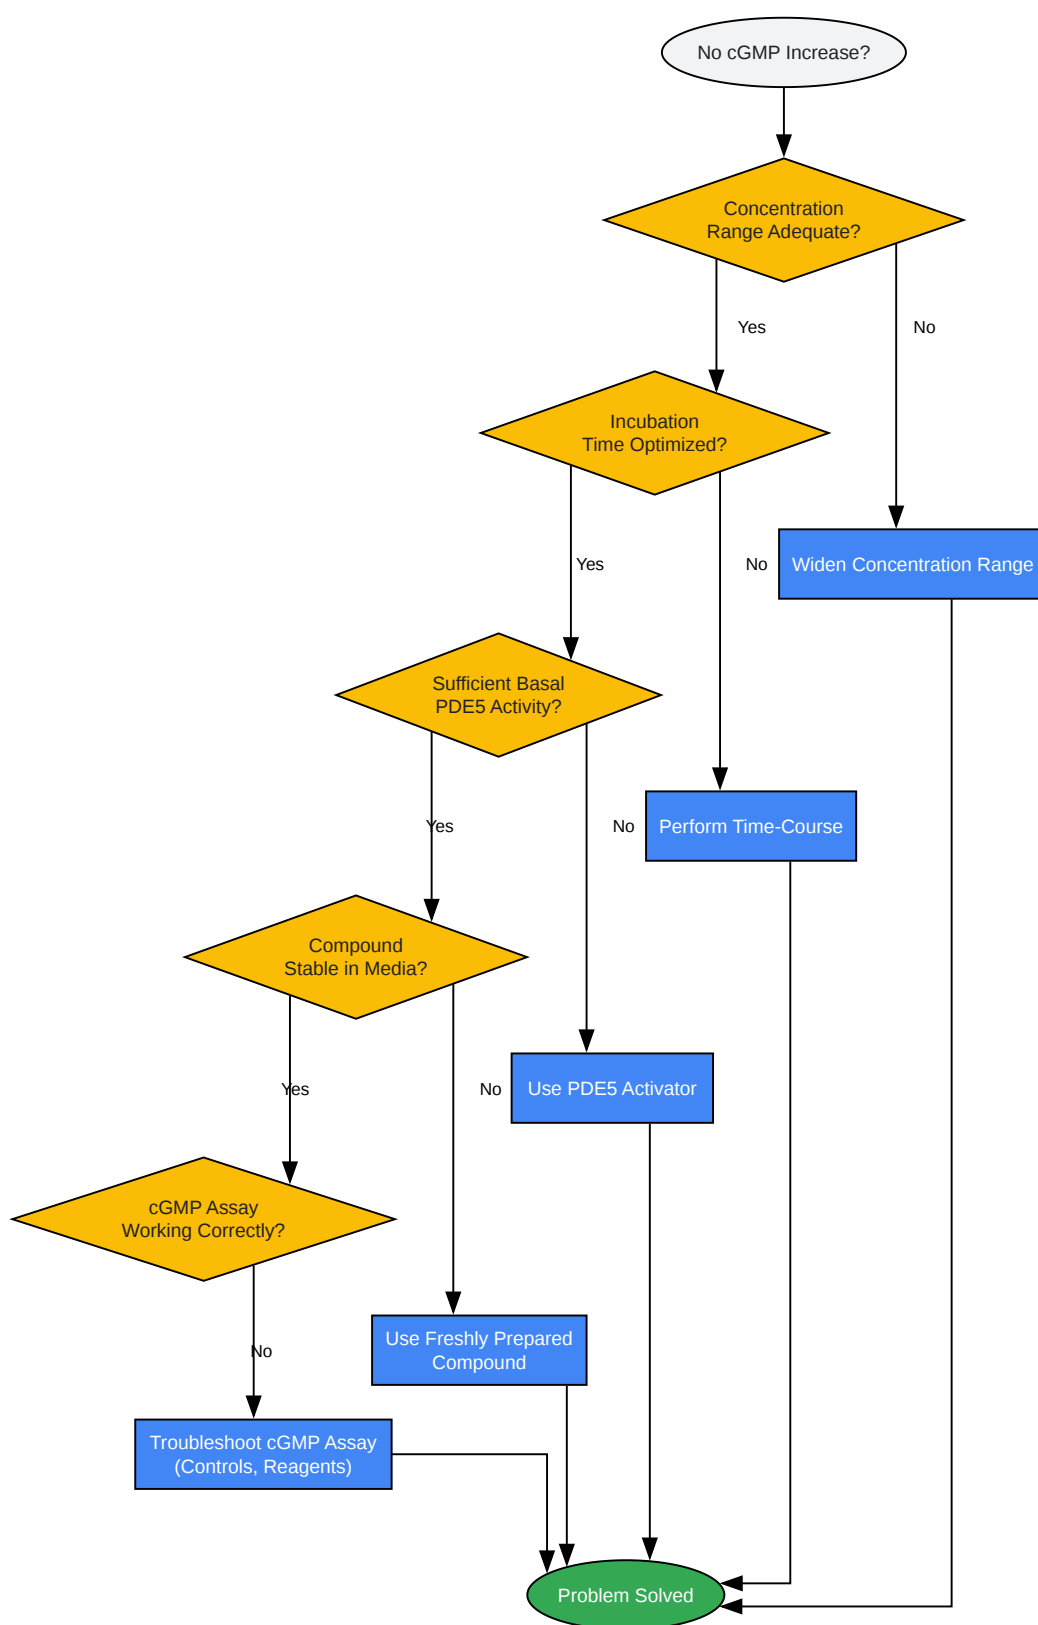 No cGMP Increase?
Concentration
Range Adequate?
Yes
No
Incubation
Time Optimized?
Yes
No
Widen Concentration Range
Sufficient Basal
PDE5 Activity?
Yes
No
Perform Time-Course
Compound
Stable in Media?
Yes
No
Use PDE5 Activator
cGMP Assay
Working Correctly?
No
Use Freshly Prepared
Compound
Troubleshoot cGMP Assay
(Controls, Reagents)
Problem Solved